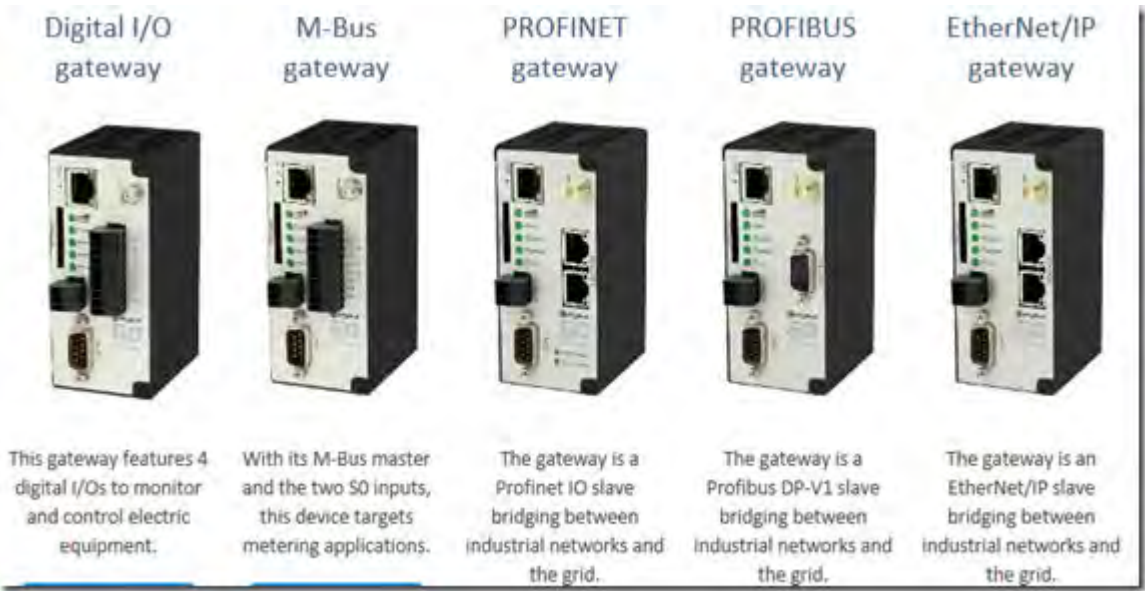 Digital I/O
gateway
This gateway features 4
digital I/Os to monitor
and control electric
equipment.
M-Bus
gateway
With its M-Bus master
and the two S0 inputs,
this device targets
metering applications.
PROFINET
gateway
The gateway is a
Profinet IO slave
bridging between
industrial networks and
the grid.
PROFIBUS
gateway
The gateway is a
Profibus DP-V1 slave
bridging between
industrial networks and
the grid.
EtherNet/IP
gateway
The gateway is an
EtherNet/IP slave
bridging between
industrial networks and
the grid.